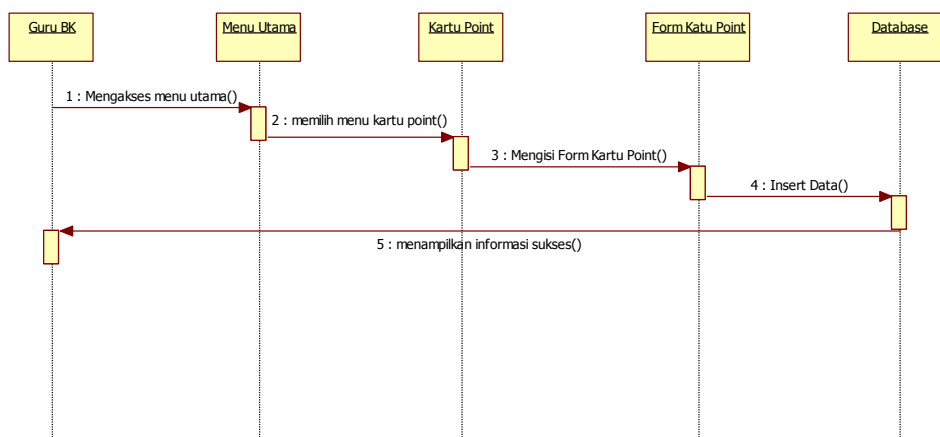 Guru BK
Menu Utama
Kartu Point
Form Katu Point
Database
1 : Mengakses menu utama()
2 : memilih menu kartu point()
3 : Mengisi Form Kartu Point()
4 : Insert Data()
5 : menampilkan informasi sukses()